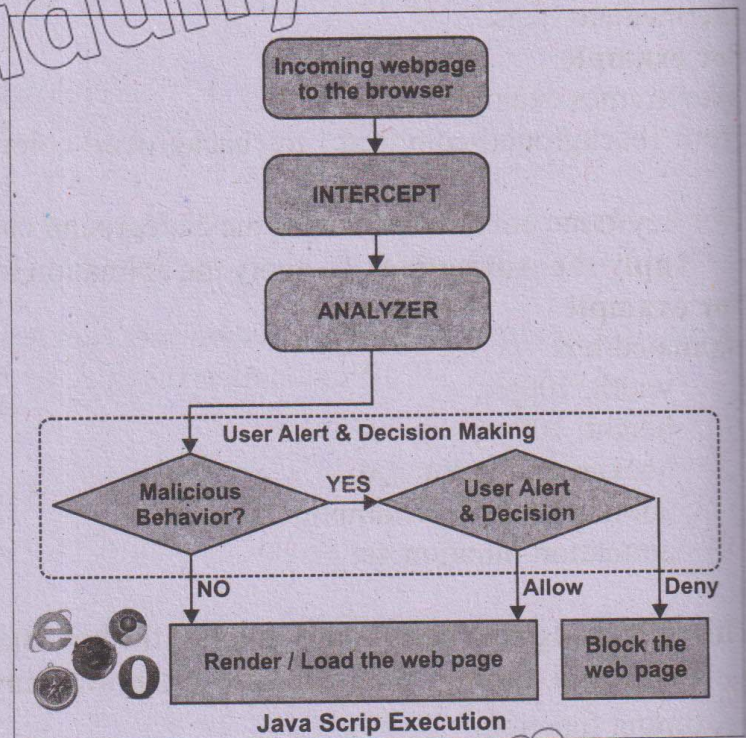 Incoming webpage
to the browser
INTERCEPT
ANALYZER
User Alert & Decision Making
Malicious
Behavior?
YES
User Alert
& Decision
NO
Allow
Deny
Render / Load the web page
Block the
web page
Java Scrip Execution